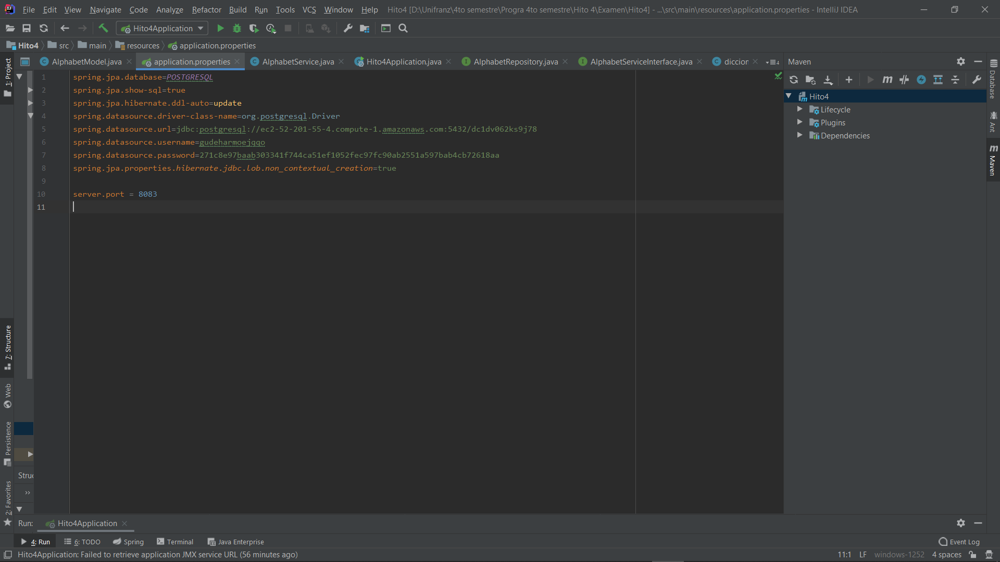 File Edit View Navigate Code Analyze Refactor Build Run Tools VCS Window Help Hito4 [D:\Unifranz\4to semestre\Progra 4to semestre\Hito 4\Examen\Hito4] - ...\src\main\resources\application.properties - IntelliJ IDEA
Hito4Application
Hito4 src main resources application.properties
AlphabetModel.java application.properties AlphabetService.java Hito4Application.java AlphabetRepository.java AlphabetServiceInterface.java diccion 4
1 spring.jpa.database=POSTGRESQL
2 spring.jpa.show-sql=true
3 spring.jpa.hibernate.ddl-auto=update
4 spring.datasource.driver-class-name=org.postgresql.Driver
5 spring.datasource.url=jdbc:postgresql://ec2-52-201-55-4.compute-1.amazonaws.com:5432/dc1dv062ks9j78
6 spring.datasource.username=gudeharmoejqqo
7 spring.datasource.password=271c8e97baab303341f744ca51ef1052fec97fc90ab2551a597bab4cb72618aa
8 spring.jpa.properties.hibernate.jdbc.lob.non_contextual_creation=true
9
10 server.port = 8083
11
Maven
Hito4
Lifecycle
Plugins
Dependencies
1: Project
7: Structure
Web
Persistence
2: Favorites
Struc
Database
Ant
Maven
Run: Hito4Application
4: Run 6: TODO Spring Terminal Java Enterprise Event Log
Hito4Application: Failed to retrieve application JMX service URL (56 minutes ago) 11:1 LF windows-1252 4 spaces